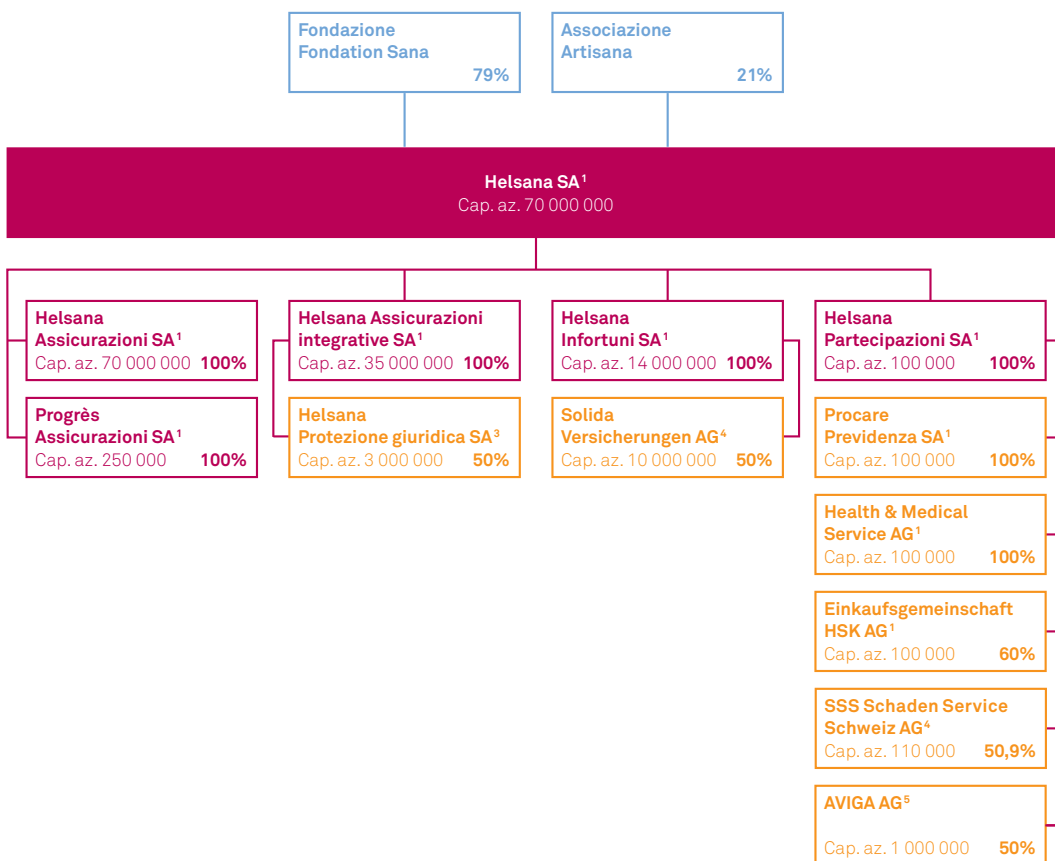 Fondazione
Fondation Sana
79%
Associazione
Artisana
21%
Helsana SA¹
Cap. az. 70 000 000
Helsana
Assicurazioni SA¹
Cap. az. 70 000 000 100%
Helsana Assicurazioni
integrative SA¹
Cap. az. 35 000 000 100%
Helsana
Infortuni SA¹
Cap. az. 14 000 000 100%
Helsana
Partecipazioni SA¹
Cap. az. 100 000 100%
Progrès
Assicurazioni SA¹
Cap. az. 250 000 100%
Helsana
Protezione giuridica SA³
Cap. az. 3 000 000 50%
Solida
Versicherungen AG⁴
Cap. az. 10 000 000 50%
Procare
Previdenza SA¹
Cap. az. 100 000 100%
Health & Medical
Service AG¹
Cap. az. 100 000 100%
Einkaufsgemeinschaft
HSK AG¹
Cap. az. 100 000 60%
SSS Schaden Service
Schweiz AG⁴
Cap. az. 110 000 50,9%
AVIGA AG⁵
Cap. az. 1 000 000 50%